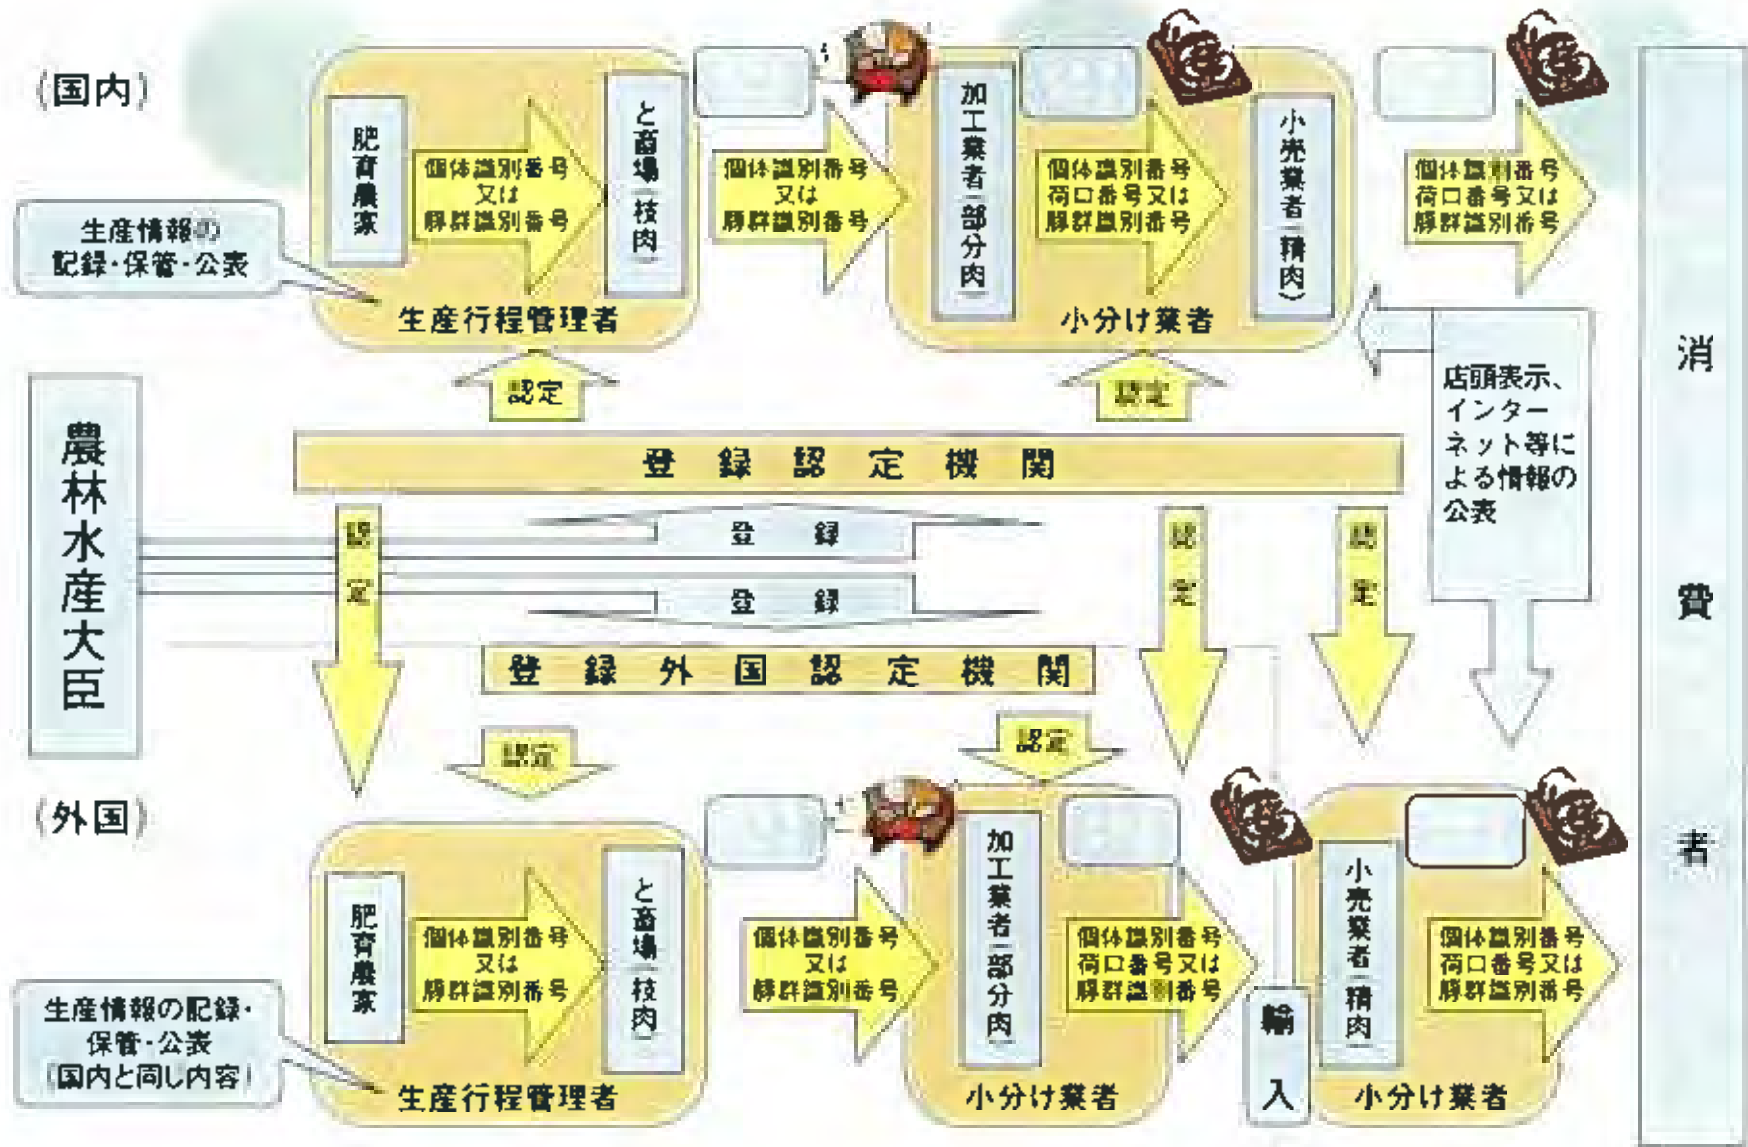 (国内)
肥育農家
個体識別番号
又は
豚群識別番号
と畜場(枝肉)
生産行程管理者
生産情報の
記録・保管・公表
個体識別番号
又は
豚群識別番号
加工業者(部分肉)
個体識別番号
荷口番号又は
豚群識別番号
小売業者(精肉)
小分け業者
個体識別番号
荷口番号又は
豚群識別番号
消費者
認定
認定
農林水産大臣
登録認定機関
店頭表示、
インター
ネット等に
よる情報の
公表
認定
登録
登録
認定
認定
登録外国認定機関
認定
認定
(外国)
肥育農家
個体識別番号
又は
豚群識別番号
と畜場(枝肉)
生産行程管理者
生産情報の記録・
保管・公表
(国内と同じ内容)
個体識別番号
又は
豚群識別番号
加工業者(部分肉)
個体識別番号
荷口番号又は
豚群識別番号
小分け業者
輸入
小売業者(精肉)
個体識別番号
荷口番号又は
豚群識別番号
小分け業者